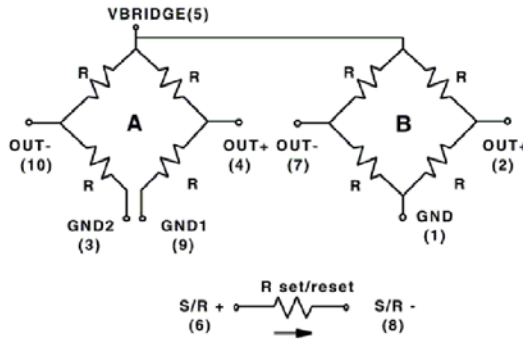 VBRIDGE(5)
R R R R
A B
OUT- OUT+ OUT- OUT+
(10) (4) (7) (2)
R R R R
GND2 GND1 GND
(3) (9) (1)
R set/reset
S/R + S/R -
(6) (8)